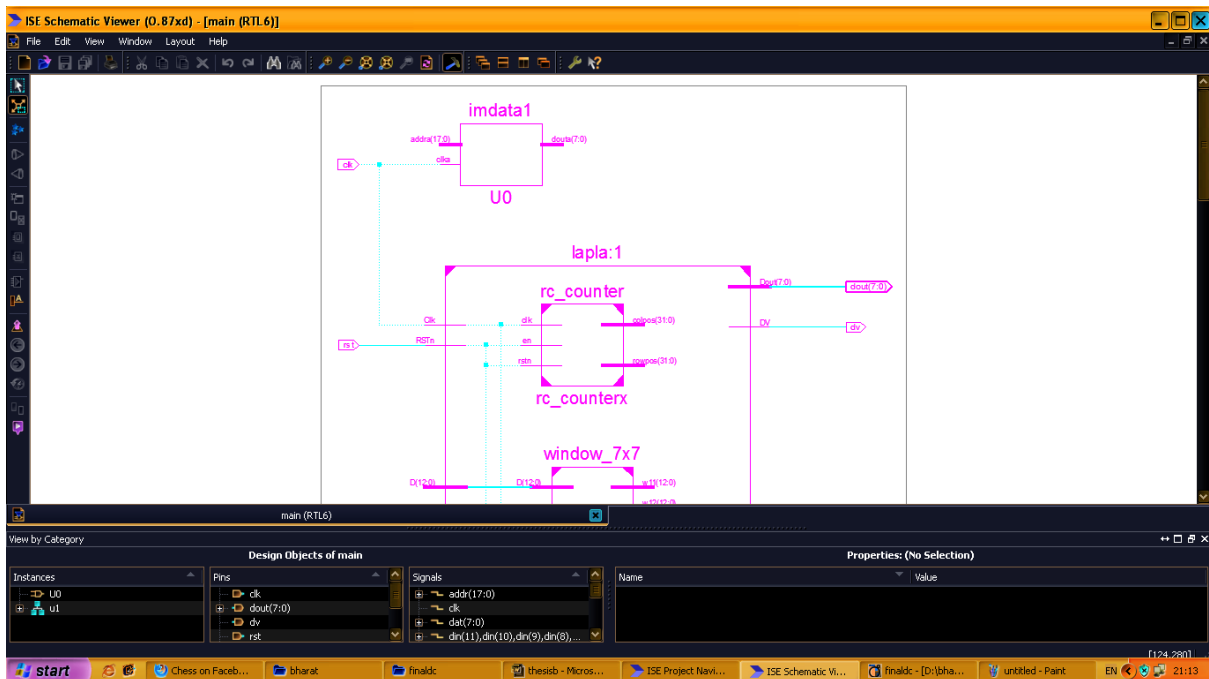 ISE Schematic Viewer (0.87xd) - [main (RTL6)]
File Edit View Window Layout Help
imdata1
addra(17:0) douta(7:0)
clk clka
U0
lapla:1
Dout(7:0) dout(7:0)
rc_counter
Clk clk colpos(31:0) DV dv
rst RSTn en
rstn rowpos(31:0)
rc_counterx
window_7x7
D(12:0) D(12:0) w11(12:0)
w12(12:0)
main (RTL6)
View by Category
Design Objects of main Properties: (No Selection)
Instances Pins Signals Name Value
U0 clk addr(17:0)
u1 dout(7:0) clk
dv dat(7:0)
rst din(11),din(10),din(9),din(8),...
[124,280]
start Chess on Faceb... bharat finaldc thesisb - Micros... ISE Project Navi... ISE Schematic Vi... finaldc - [D:\bha... untitled - Paint EN 21:13